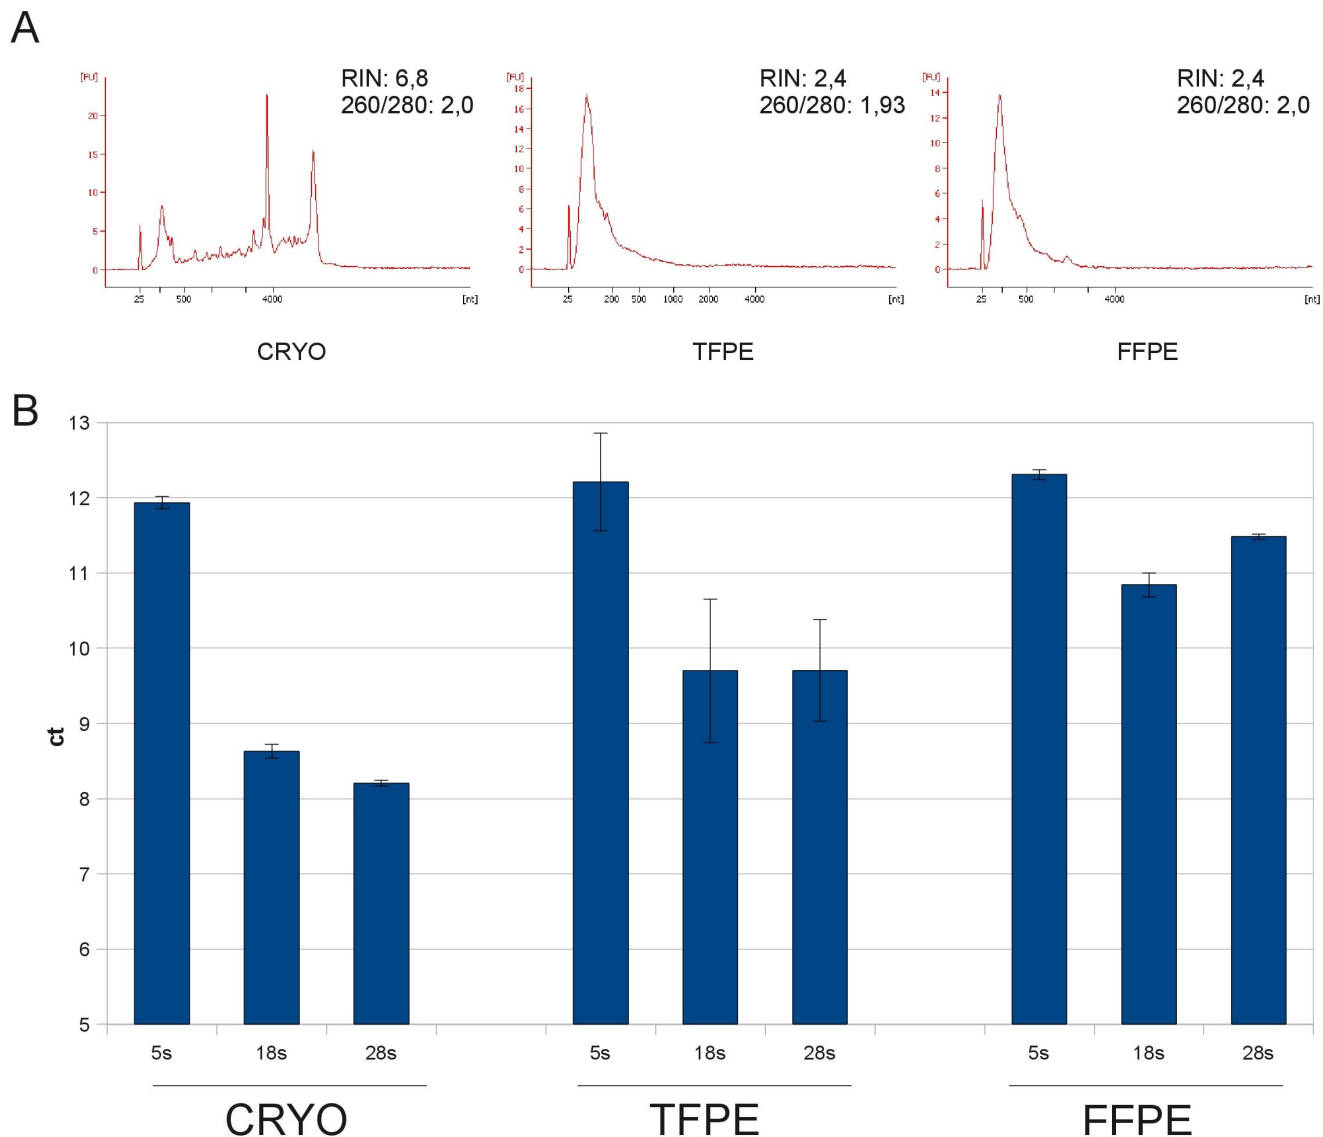 A
[FU]
RIN: 6,8
260/280: 2,0
20
15
10
5
0
25 500 4000 [nt]
CRYO
[FU]
RIN: 2,4
260/280: 1,93
18
16
14
12
10
8
6
4
2
0
25 200 500 1000 2000 4000 [nt]
TFPE
[FU]
RIN: 2,4
260/280: 2,0
14
12
10
8
6
4
2
0
25 500 4000 [nt]
FFPE
B
ct
13
12
11
10
9
8
7
6
5
5s 18s 28s 5s 18s 28s 5s 18s 28s
CRYO TFPE FFPE